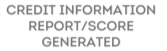 CREDIT INFORMATION
REPORT/SCORE
GENERATED